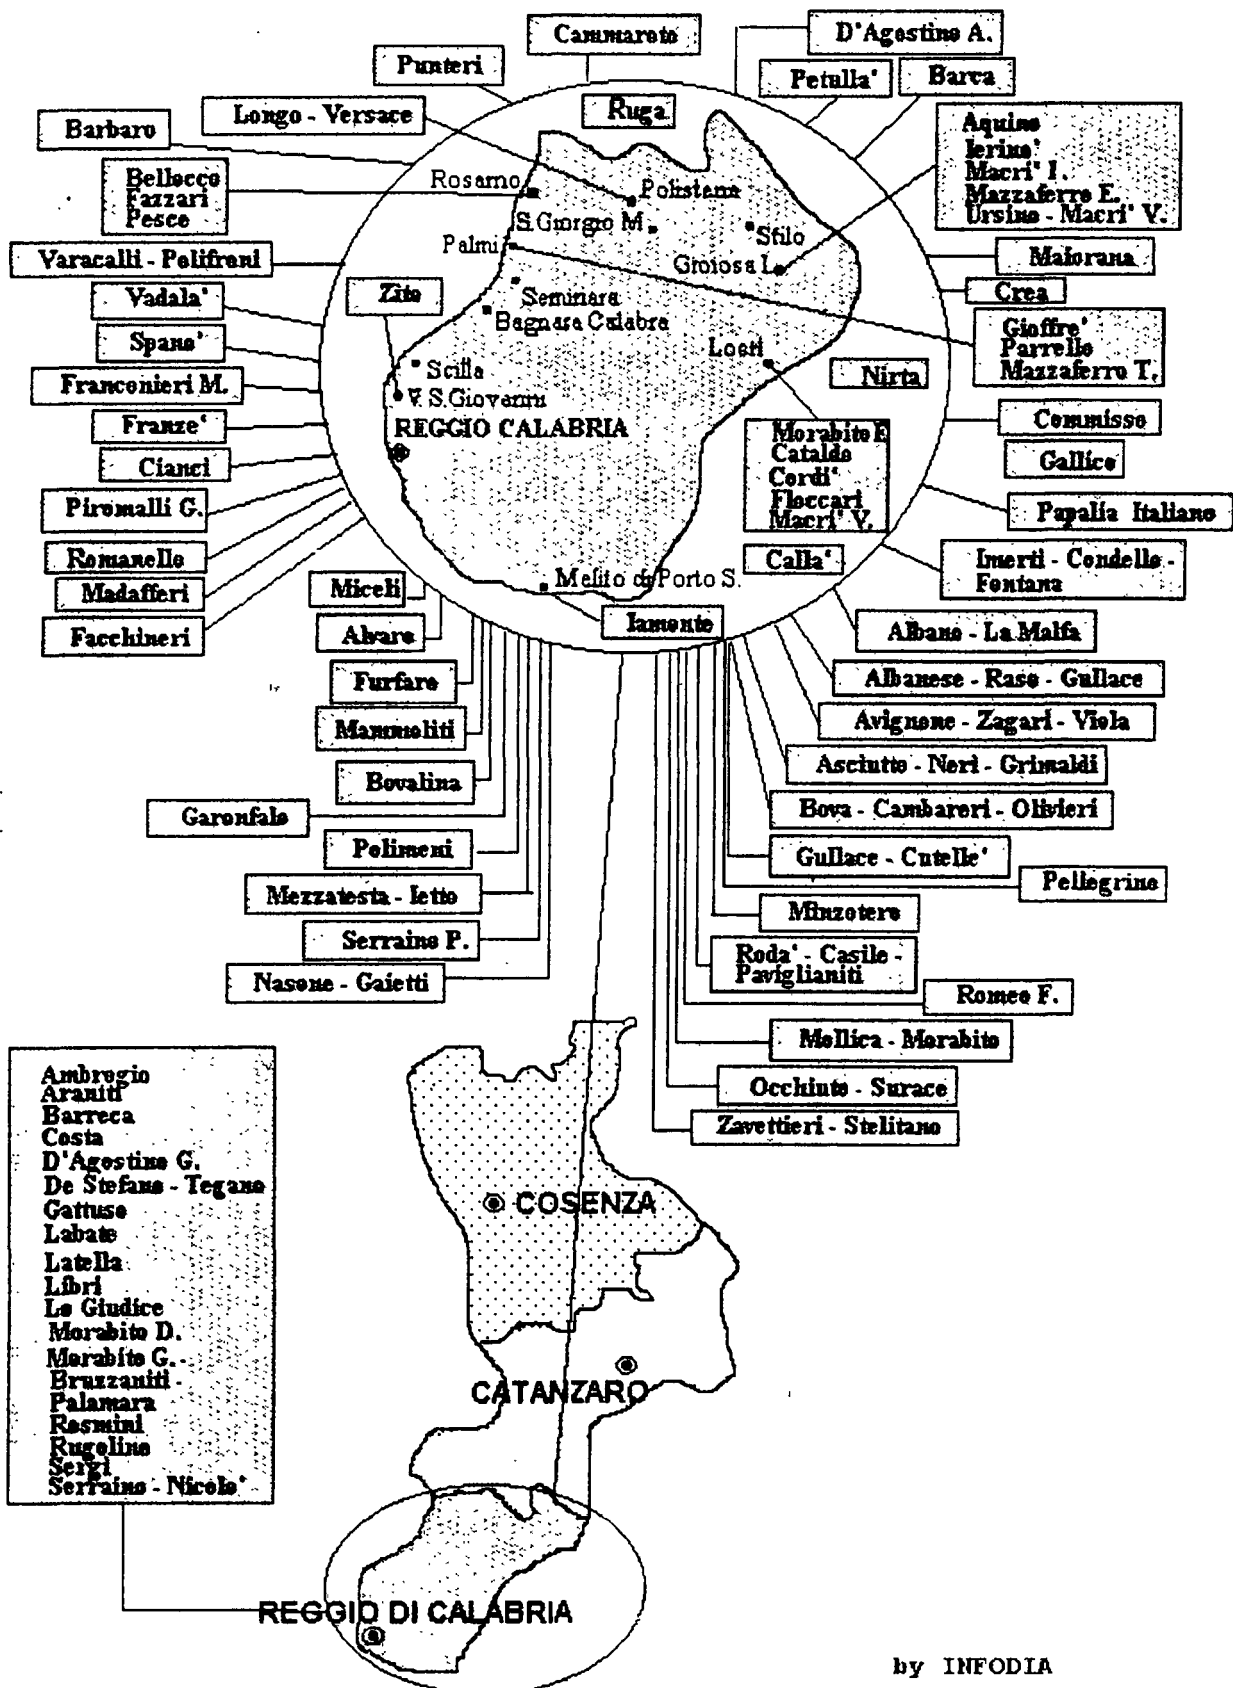 Cammaroto
D'Agostino A.
Punteri
Petulla'
Barca
Longo - Versace
Ruga
Barbaro
Aquino
Ierino'
Macri' I.
Mazzaferro E.
Ursino - Macri' V.
Bellocco
Fazzari
Pesce
Rosarno
Polistena
S. Giorgio M.
Stilo
Palmi
Gioiosa I.
Varacalli - Polifroni
Maiorana
Vadala'
Zito
Seminara
Bagnara Calabra
Crea
Spano'
Gioffre'
Parrello
Mazzaferro T.
Locri
Scilla
Nirta
Franconieri M.
V. S. Giovanni
REGGIO CALABRIA
Franze'
Commisso
Morabito F.
Cataldo
Cordi'
Floccari
Macri' V.
Cianci
Gallico
Piromalli G.
Papalia Italiano
Romanello
Calla'
Imerti - Condello -
Fontana
Madafferi
Miceli
Melito di Porto S.
Facchineri
Alvaro
Iamonte
Albano - La Malfa
Furfaro
Albanese - Raso - Gullace
Mammoliti
Avignone - Zagari - Viola
Bovalina
Asciutto - Neri - Grimaldi
Garonfalo
Bova - Cambareri - Olivieri
Polimeni
Gullace - Cutelle'
Pellegrino
Mezzatesta - Ietto
Minzotero
Serraino P.
Roda' - Casile -
Paviglianiti
Nasone - Gaietti
Romeo F.
Mollica - Morabito
Occhiuto - Surace
Zavettieri - Stelitano
Ambrogio
Araniti
Barreca
Costa
D'Agostino G.
De Stefano - Tegano
Gattuso
Labate
Latella
Libri
Lo Giudice
Morabito D.
Morabito G. -
Bruzzaniti -
Palamara
Rosmini
Rugolino
Sergi
Serraino - Nicolo'
COSENZA
CATANZARO
REGGIO DI CALABRIA
by INFODIA